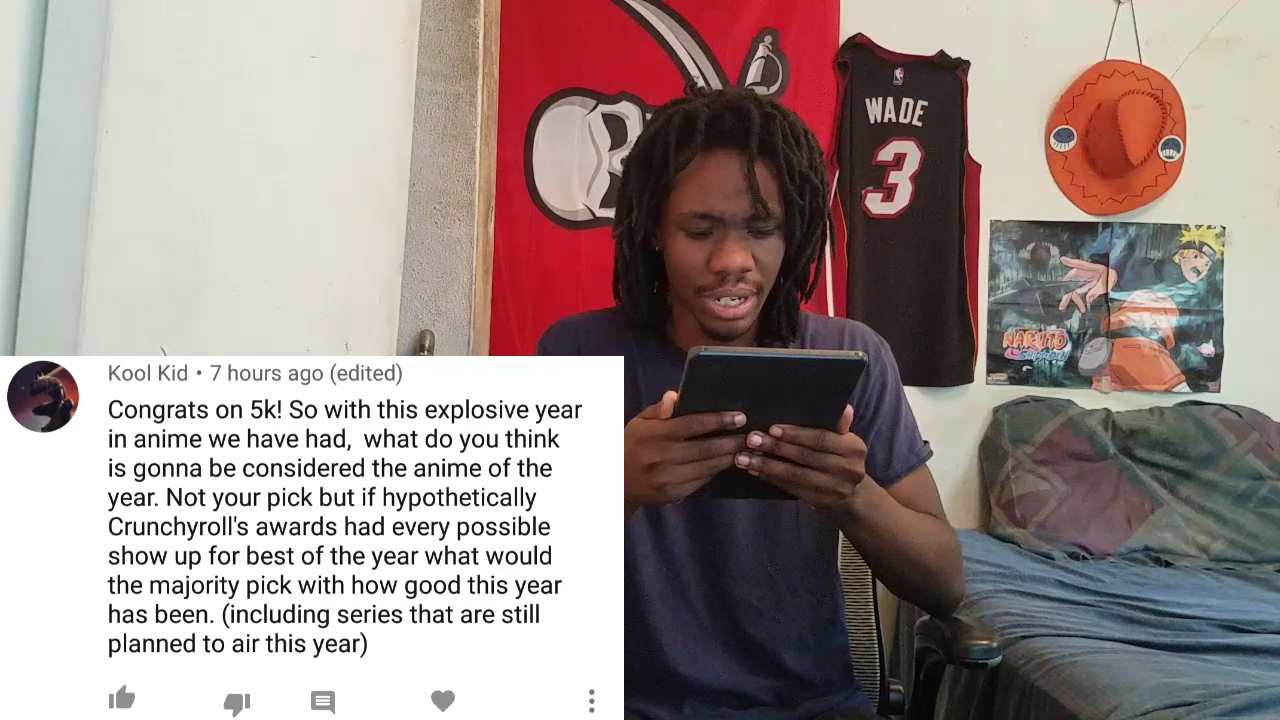 WADE
3
NARUTO
Shippuden
Kool Kid • 7 hours ago (edited)
Congrats on 5k! So with this explosive year
in anime we have had,  what do you think
is gonna be considered the anime of the
year. Not your pick but if hypothetically
Crunchyroll's awards had every possible
show up for best of the year what would
the majority pick with how good this year
has been. (including series that are still
planned to air this year)